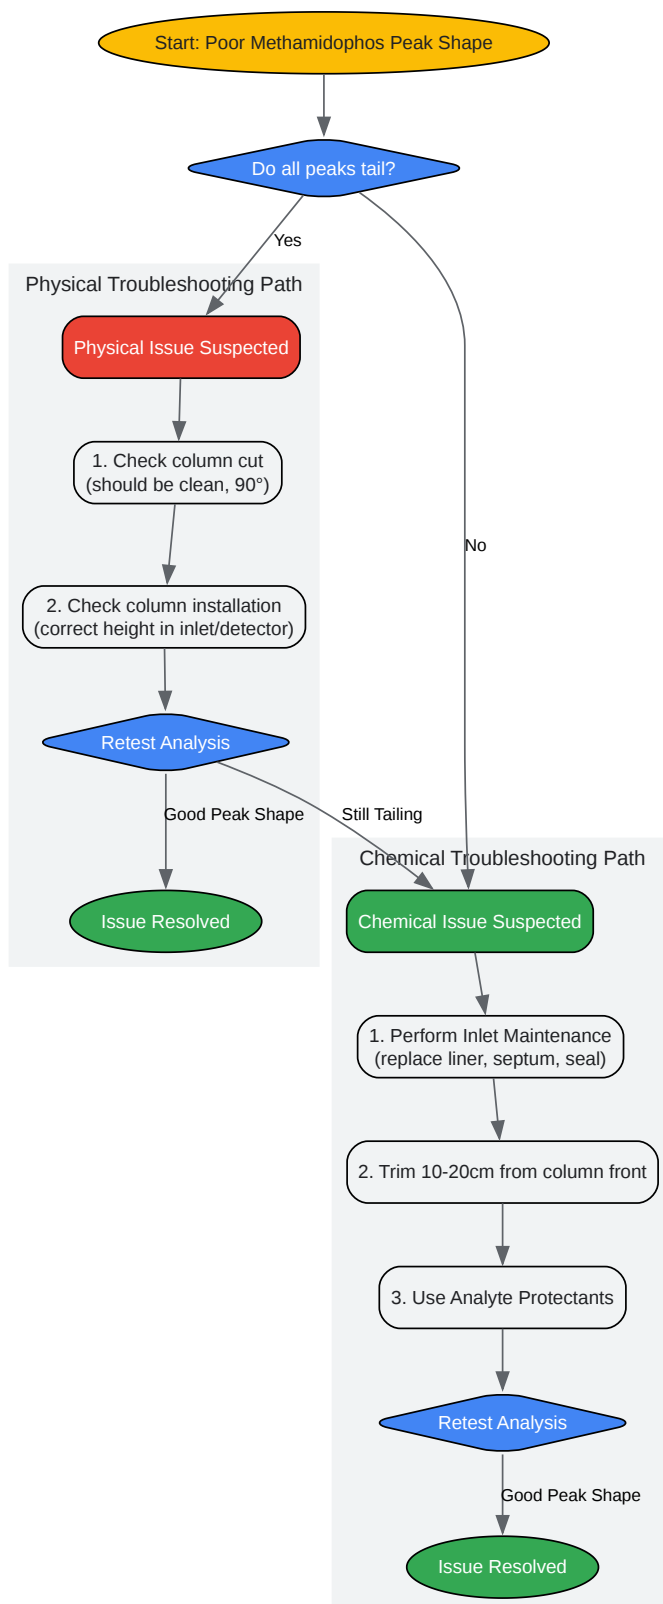 Start: Poor Methamidophos Peak Shape
Do all peaks tail?
Yes
Physical Troubleshooting Path
Physical Issue Suspected
1. Check column cut
(should be clean, 90°)
No
2. Check column installation
(correct height in inlet/detector)
Retest Analysis
Good Peak Shape
Still Tailing
Chemical Troubleshooting Path
Issue Resolved
Chemical Issue Suspected
1. Perform Inlet Maintenance
(replace liner, septum, seal)
2. Trim 10-20cm from column front
3. Use Analyte Protectants
Retest Analysis
Good Peak Shape
Issue Resolved